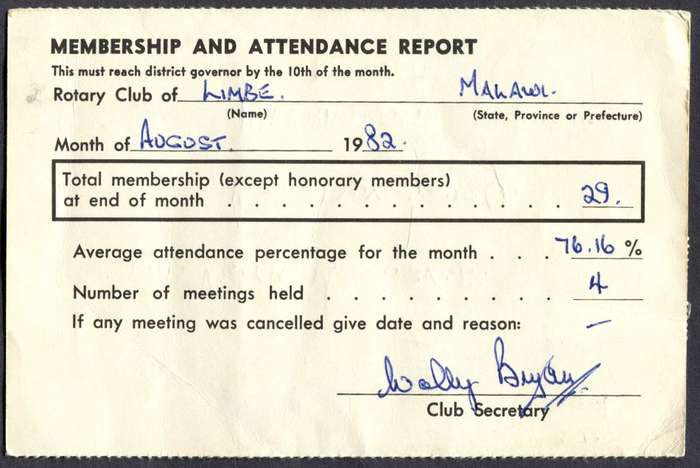 MEMBERSHIP AND ATTENDANCE REPORT
This must reach district governor by the 10th of the month.
Rotary Club of LIMBE. MALAWI.
(Name) (State, Province or Prefecture)
Month of AUGUST. 1982.
Total membership (except honorary members)
at end of month . . . . . . . . . . . . . 29.
Average attendance percentage for the month . . . 76.16 %
Number of meetings held . . . . . . . . . 4
If any meeting was cancelled give date and reason: –
Wally Bryan
Club Secretary